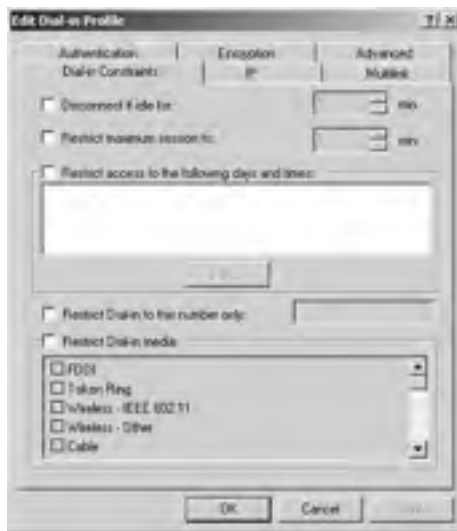 Edit Dial-in Profile
Authentication Encryption Advanced
Dial-in Constraints IP Multilink
Disconnect if idle for: min
Restrict maximum session to: min
Restrict access to the following days and times:
Restrict Dial-in to this number only:
Restrict Dial-in media:
FDDI
Token Ring
Wireless - IEEE 802.11
Wireless - Other
Cable
OK Cancel